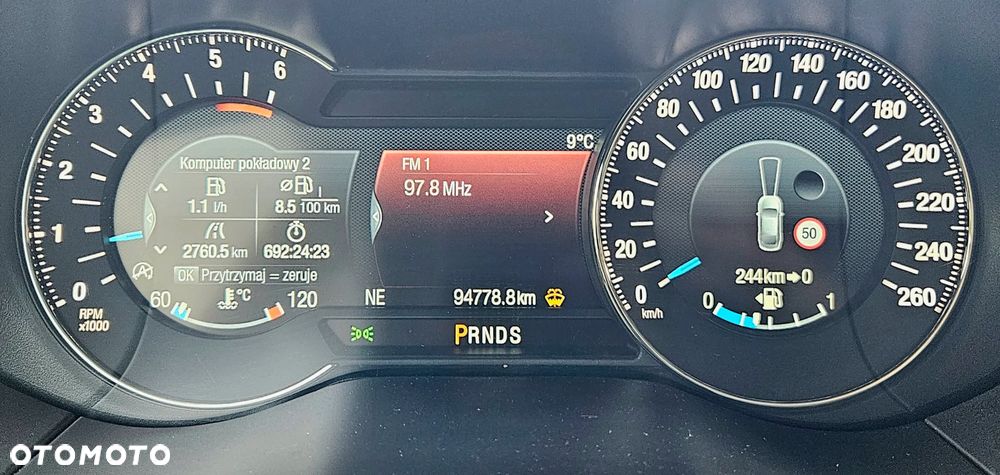 0 1 2 3 4 5 6
RPM
x1000
Komputer pokładowy 2
1.1 l/h
⌀ 8.5 l/100 km
2760.5 km
692:24:23
OK Przytrzymaj = zeruje
60 °C 120
9°C
FM 1
97.8 MHz
NE 94778.8km
PRNDS
0 20 40 60 80 100 120 140 160 180 200 220 240 260
km/h
50
244km→0
0 1
OTOMOTO